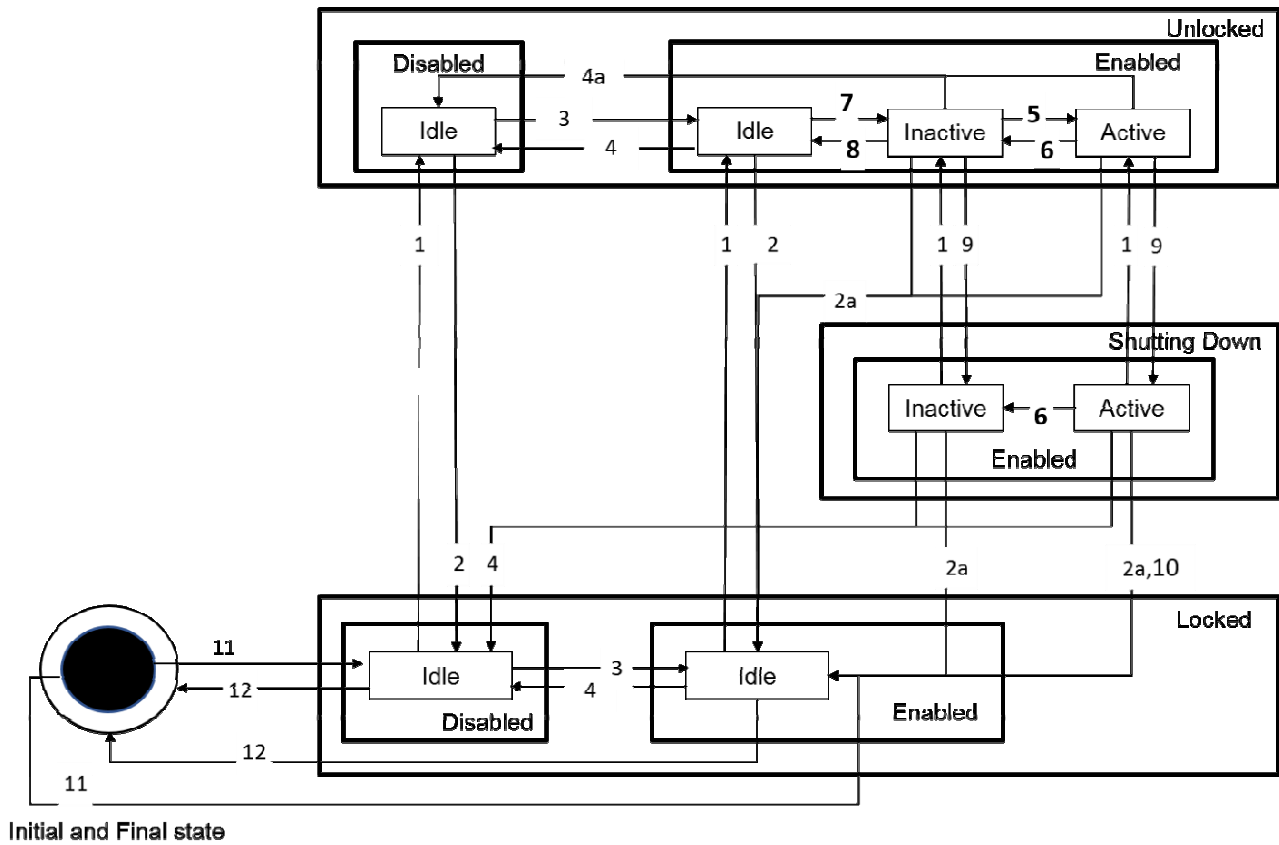 Unlocked
Disabled
Enabled
4a
Idle
3
4
Idle
7
8
Inactive
5
6
Active
1
1
2
1
9
1
9
2a
Shutting Down
Inactive
6
Active
Enabled
2
4
2a
2a,10
Locked
11
12
Idle
3
4
Idle
Disabled
Enabled
12
11
Initial and Final state